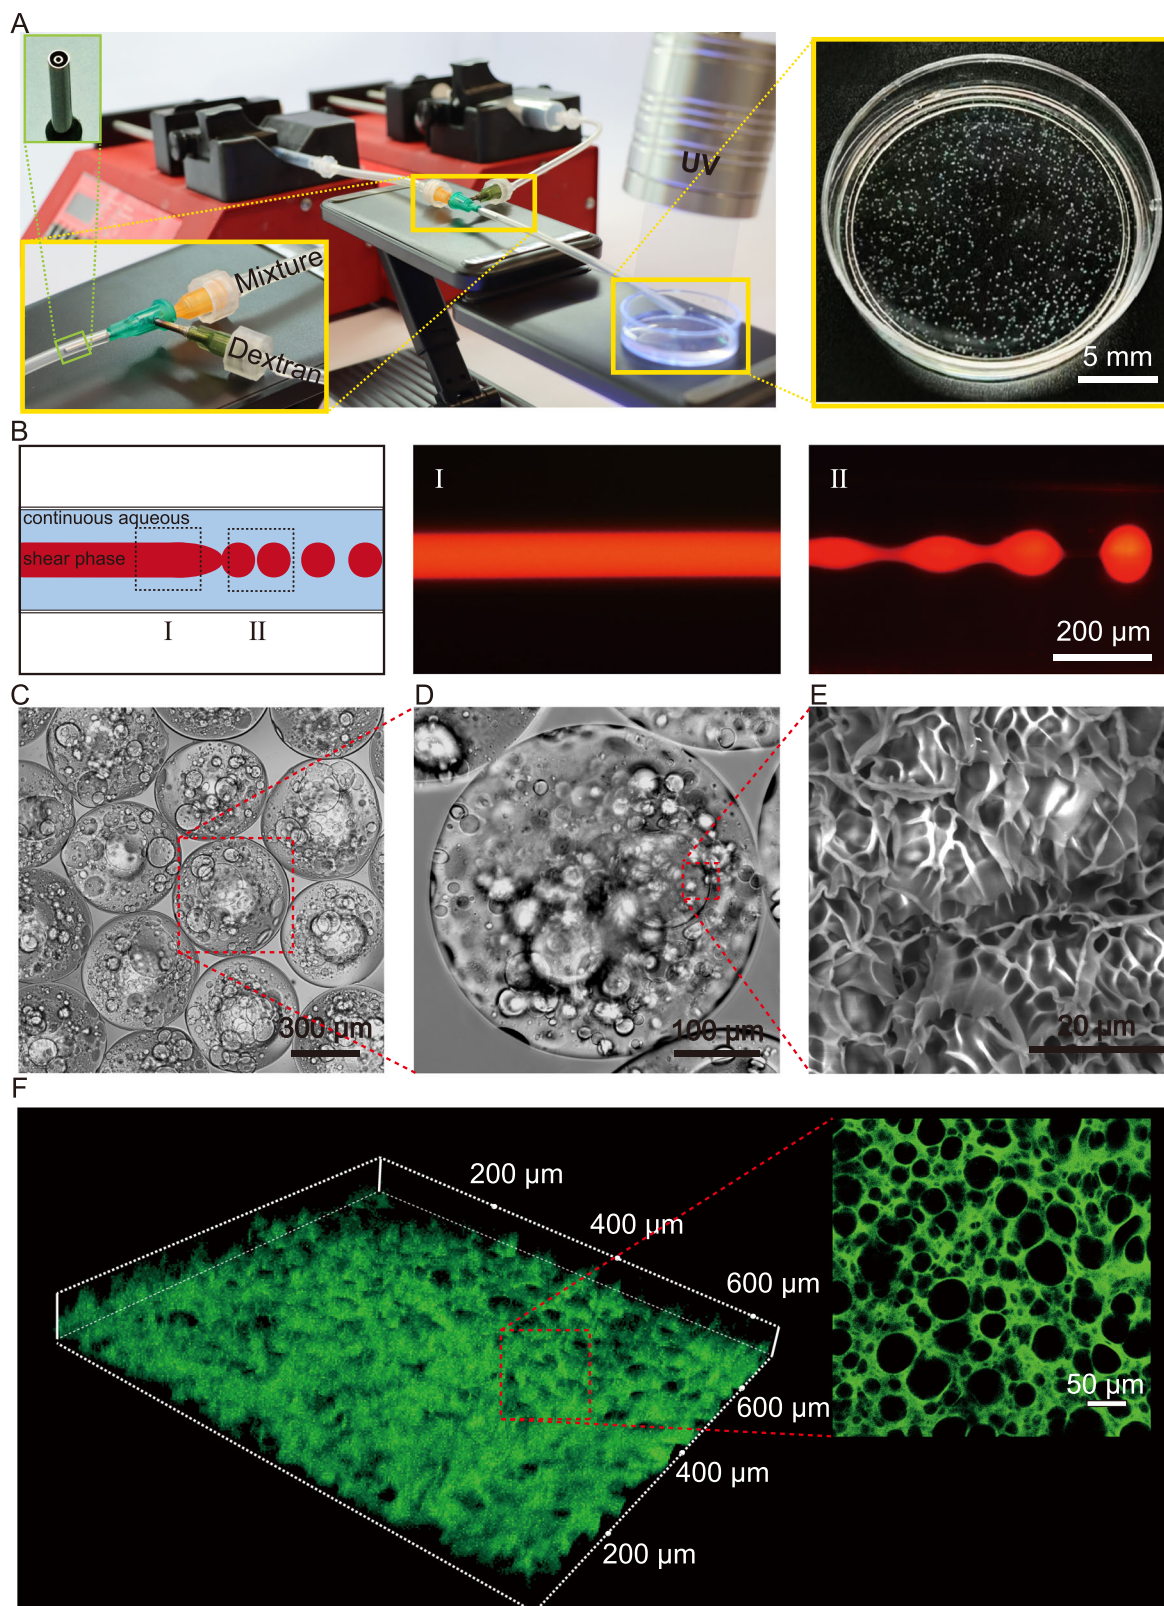 A
UV
Mixture
Dextran
5 mm
B
continuous aqueous
shear phase
I
II
I
II
200 μm
C
D
E
300 μm
100 μm
20 μm
F
200 μm
400 μm
600 μm
600 μm
400 μm
200 μm
50 μm